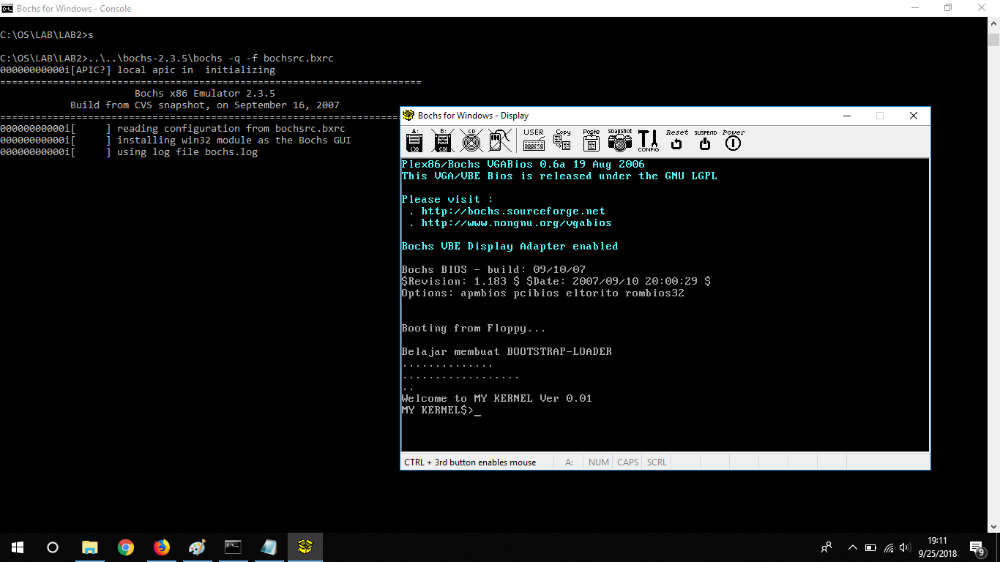 Bochs for Windows - Console
C:\OS\LAB\LAB2>s
C:\OS\LAB\LAB2>..\..\bochs-2.3.5\bochs -q -f bochsrc.bxrc
00000000000i[APIC?] local apic in  initializing
========================================================================
Bochs x86 Emulator 2.3.5
Build from CVS snapshot, on September 16, 2007
========================================================================
00000000000i[     ] reading configuration from bochsrc.bxrc
00000000000i[     ] installing win32 module as the Bochs GUI
00000000000i[     ] using log file bochs.log
Bochs for Windows - Display
A: B: CD USER Copy Paste snapshot CONFIG Reset SUSPEND Power
Plex86/Bochs VGABios 0.6a 19 Aug 2006
This VGA/VBE Bios is released under the GNU LGPL
Please visit :
. http://bochs.sourceforge.net
. http://www.nongnu.org/vgabios
Bochs VBE Display Adapter enabled
Bochs BIOS - build: 09/10/07
$Revision: 1.183 $ $Date: 2007/09/10 20:00:29 $
Options: apmbios pcibios eltorito rombios32
Booting from Floppy...
Belajar membuat BOOTSTRAP-LOADER
..............
..................
..
Welcome to MY KERNEL Ver 0.01
MY KERNEL$>_
CTRL + 3rd button enables mouse A: NUM CAPS SCRL
19:11
9/25/2018
9